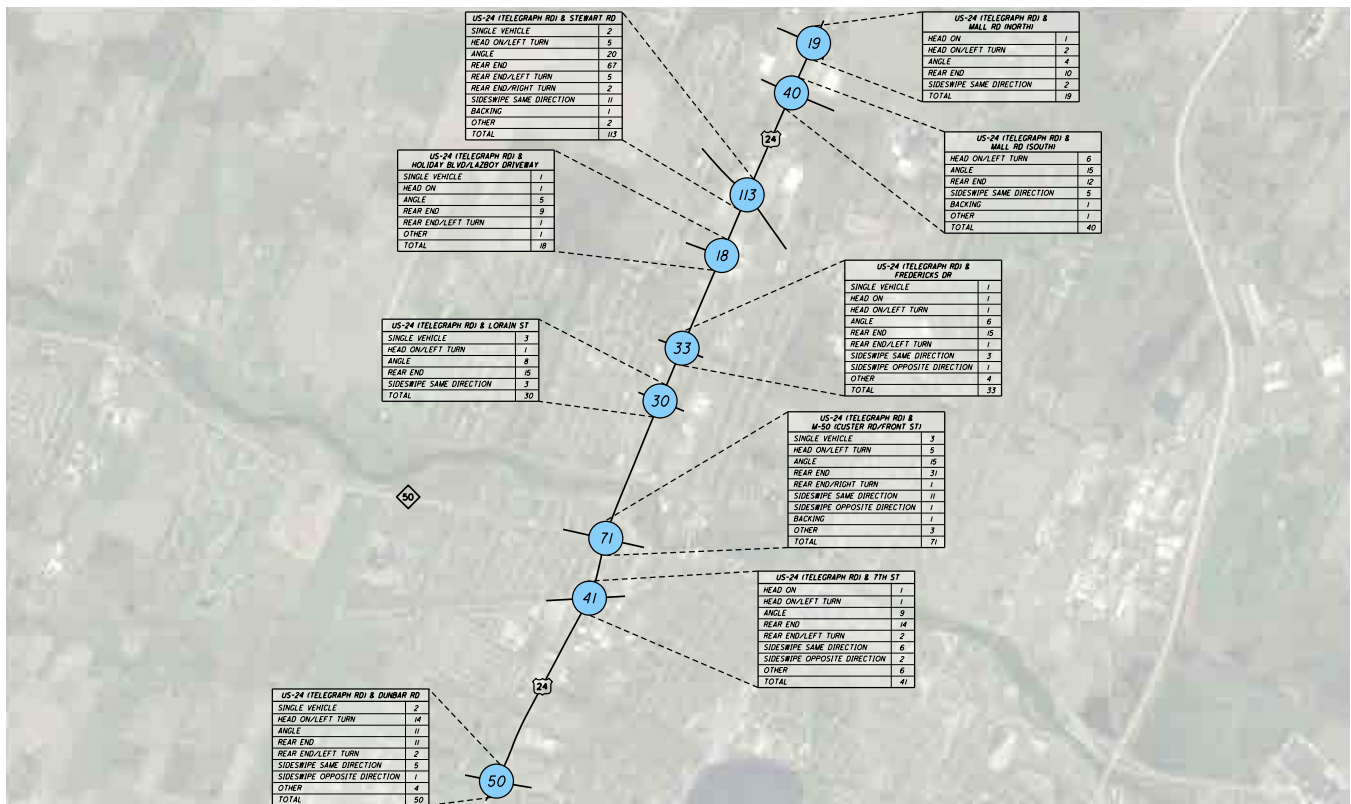 US-24 (TELEGRAPH RD) & STEWART RD
SINGLE VEHICLE 2
HEAD ON/LEFT TURN 5
ANGLE 20
REAR END 67
REAR END/LEFT TURN 5
REAR END/RIGHT TURN 2
SIDESWIPE SAME DIRECTION 11
BACKING 1
OTHER 2
TOTAL 113
US-24 (TELEGRAPH RD) &
MALL RD (NORTH)
HEAD ON 1
HEAD ON/LEFT TURN 2
ANGLE 4
REAR END 10
SIDESWIPE SAME DIRECTION 2
TOTAL 19
19
40
24
US-24 (TELEGRAPH RD) &
MALL RD (SOUTH)
HEAD ON/LEFT TURN 6
ANGLE 15
REAR END 12
SIDESWIPE SAME DIRECTION 5
BACKING 1
OTHER 1
TOTAL 40
US-24 (TELEGRAPH RD) &
HOLIDAY BLVD/LAZBOY DRIVEWAY
SINGLE VEHICLE 1
HEAD ON 1
ANGLE 5
REAR END 9
REAR END/LEFT TURN 1
OTHER 1
TOTAL 18
113
18
US-24 (TELEGRAPH RD) &
FREDERICKS DR
SINGLE VEHICLE 1
HEAD ON 1
HEAD ON/LEFT TURN 1
ANGLE 6
REAR END 15
REAR END/LEFT TURN 1
SIDESWIPE SAME DIRECTION 3
SIDESWIPE OPPOSITE DIRECTION 1
OTHER 4
TOTAL 33
US-24 (TELEGRAPH RD) & LORAIN ST
SINGLE VEHICLE 3
HEAD ON/LEFT TURN 1
ANGLE 8
REAR END 15
SIDESWIPE SAME DIRECTION 3
TOTAL 30
33
30
US-24 (TELEGRAPH RD) &
M-50 (CUSTER RD/FRONT ST)
SINGLE VEHICLE 3
HEAD ON/LEFT TURN 5
ANGLE 15
REAR END 31
REAR END/RIGHT TURN 1
SIDESWIPE SAME DIRECTION 11
SIDESWIPE OPPOSITE DIRECTION 1
BACKING 1
OTHER 3
TOTAL 71
50
71
41
US-24 (TELEGRAPH RD) & 7TH ST
HEAD ON 1
HEAD ON/LEFT TURN 1
ANGLE 9
REAR END 14
REAR END/LEFT TURN 2
SIDESWIPE SAME DIRECTION 6
SIDESWIPE OPPOSITE DIRECTION 2
OTHER 6
TOTAL 41
24
US-24 (TELEGRAPH RD) & DUNBAR RD
SINGLE VEHICLE 2
HEAD ON/LEFT TURN 14
ANGLE 11
REAR END 11
REAR END/LEFT TURN 2
SIDESWIPE SAME DIRECTION 5
SIDESWIPE OPPOSITE DIRECTION 1
OTHER 4
TOTAL 50
50